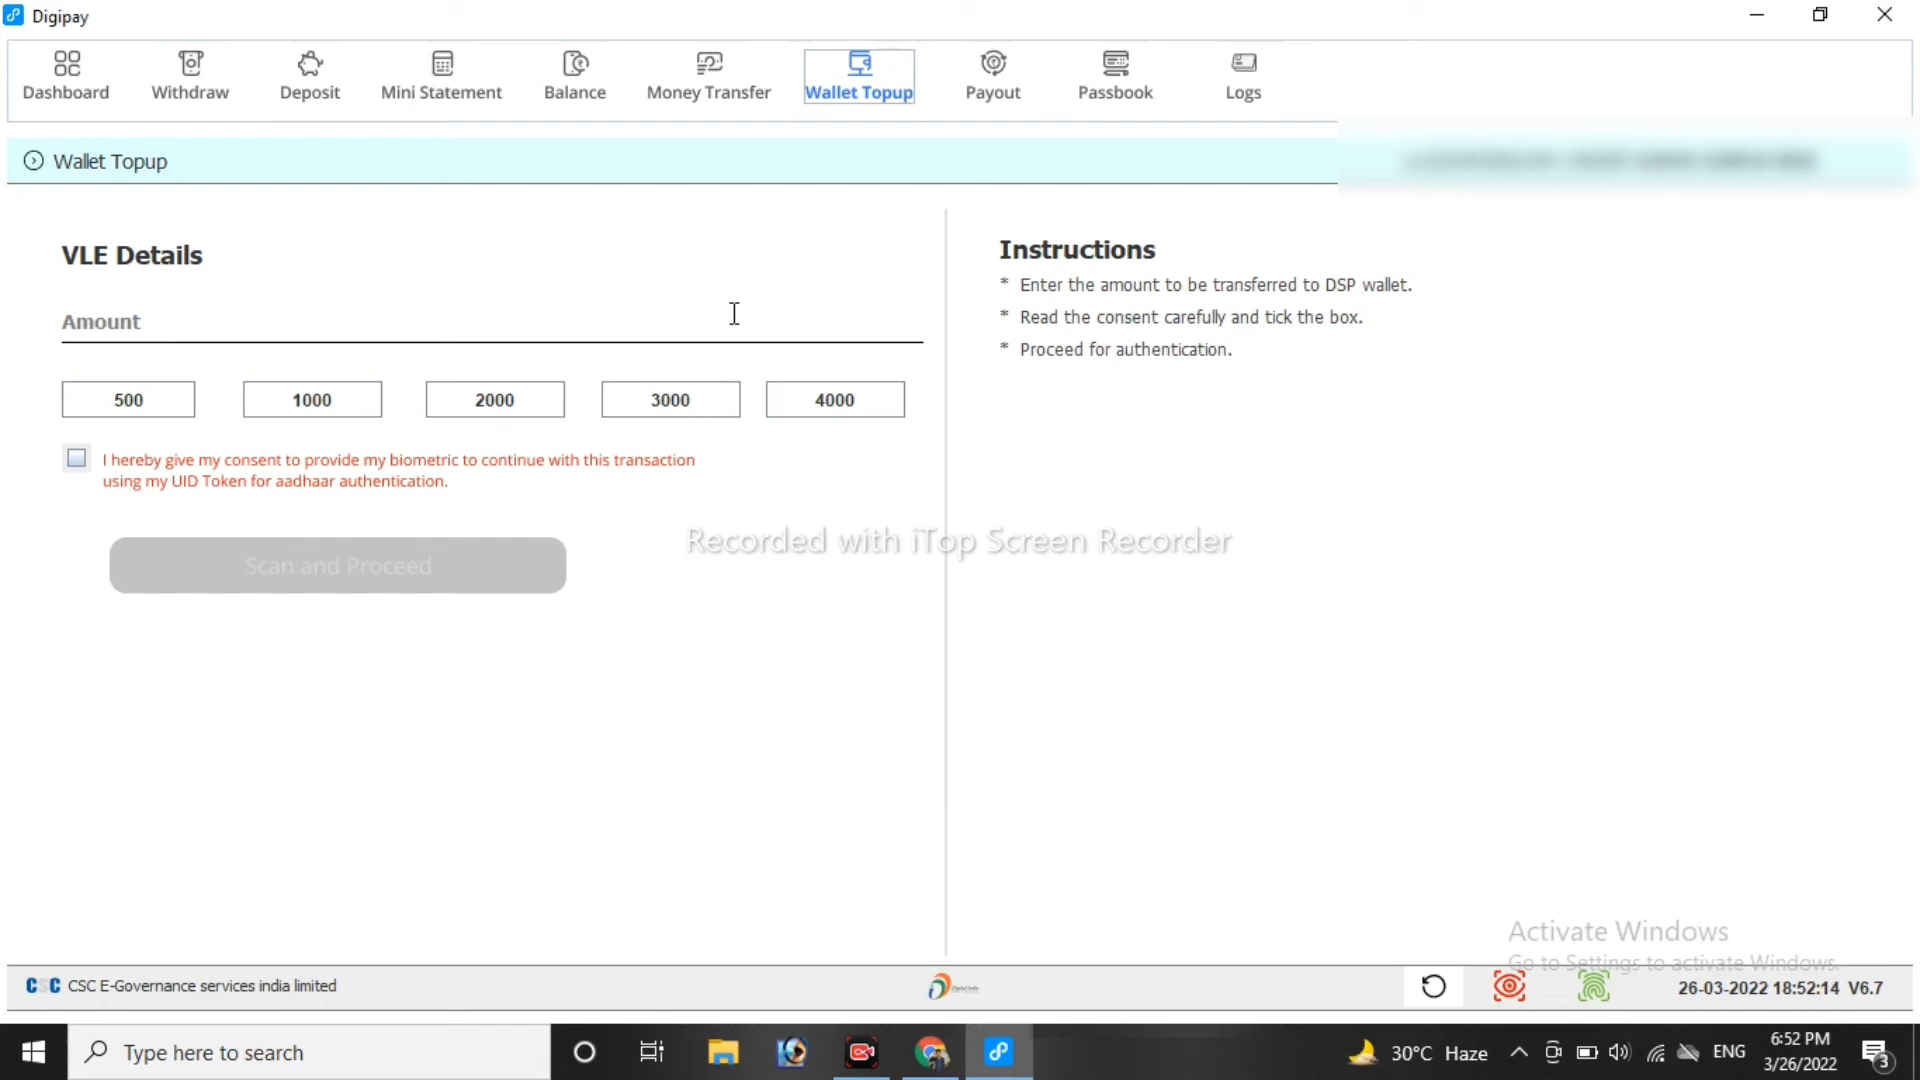 Digipay
Dashboard
Withdraw
Deposit
Mini Statement
Balance
Money Transfer
Wallet Topup
Payout
Passbook
Logs
Wallet Topup
VLE Details
Amount
500
1000
2000
3000
4000
I hereby give my consent to provide my biometric to continue with this transaction
using my UID Token for aadhaar authentication.
Scan and Proceed
Instructions
* Enter the amount to be transferred to DSP wallet.
* Read the consent carefully and tick the box.
* Proceed for authentication.
Recorded with iTop Screen Recorder
Activate Windows
Go to Settings to activate Windows.
CSC CSC E-Governance services india limited
26-03-2022 18:52:14 V6.7
Type here to search
30°C Haze
ENG
6:52 PM
3/26/2022
3